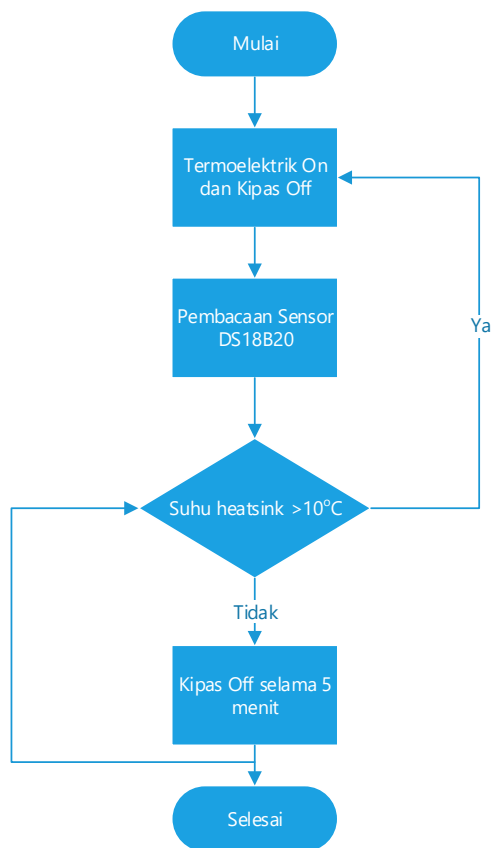 Mulai
Termoelektrik On
dan Kipas Off
Pembacaan Sensor
DS18B20
Ya
Suhu heatsink >10°C
Tidak
Kipas Off selama 5
menit
Selesai